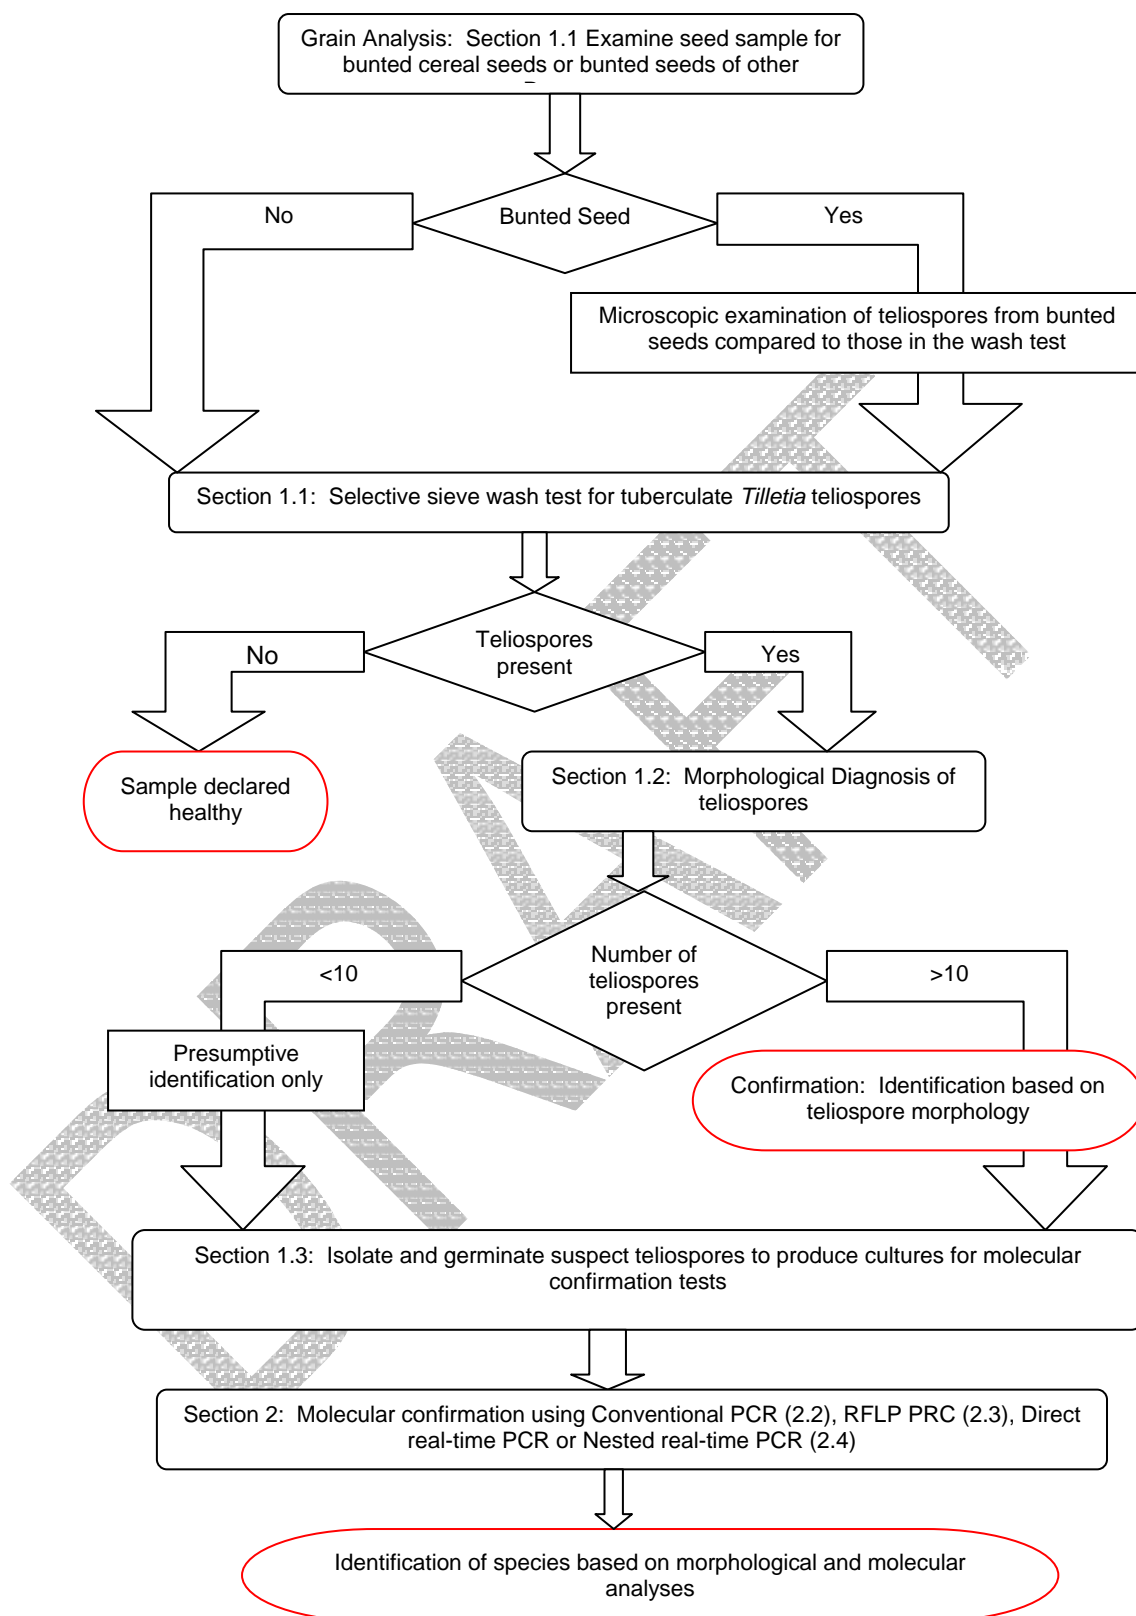 Grain Analysis: Section 1.1 Examine seed sample for
bunted cereal seeds or bunted seeds of other
Bunted Seed
No
Yes
Microscopic examination of teliospores from bunted
seeds compared to those in the wash test
Section 1.1: Selective sieve wash test for tuberculate Tilletia teliospores
Teliospores
present
No
Yes
Sample declared
healthy
Section 1.2: Morphological Diagnosis of
teliospores
Number of
teliospores
present
<10
>10
Presumptive
identification only
Confirmation: Identification based on
teliospore morphology
Section 1.3: Isolate and germinate suspect teliospores to produce cultures for molecular
confirmation tests
Section 2: Molecular confirmation using Conventional PCR (2.2), RFLP PRC (2.3), Direct
real-time PCR or Nested real-time PCR (2.4)
Identification of species based on morphological and molecular
analyses
DRAFT